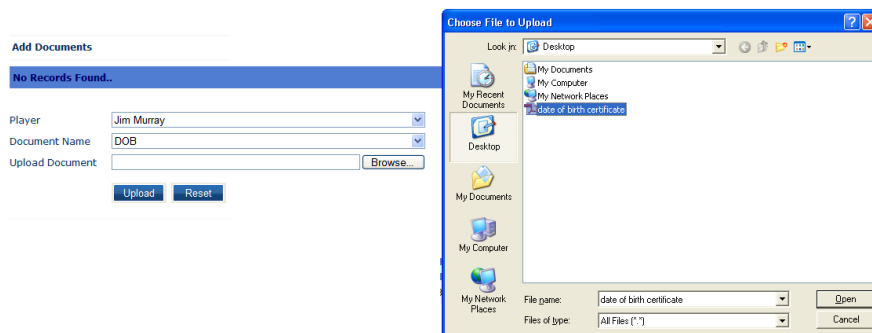 Add Documents
No Records Found..
Player
Jim Murray
Document Name
DOB
Upload Document
Browse...
Upload
Reset
Choose File to Upload
Look in:
Desktop
My Recent
Documents
Desktop
My Documents
My Computer
My Network
Places
My Documents
My Computer
My Network Places
date of birth certificate
File name:
date of birth certificate
Open
Files of type:
All Files (*.*)
Cancel